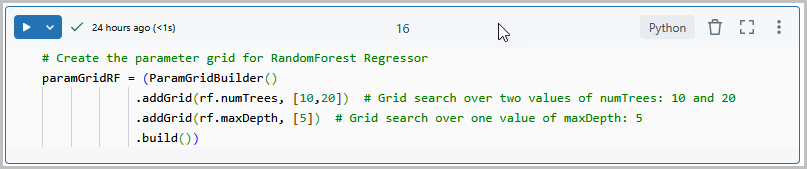 24 hours ago (<1s)
16
Python
# Create the parameter grid for RandomForest Regressor
paramGridRF = (ParamGridBuilder()
.addGrid(rf.numTrees, [10,20])  # Grid search over two values of numTrees: 10 and 20
.addGrid(rf.maxDepth, [5])  # Grid search over one value of maxDepth: 5
.build())